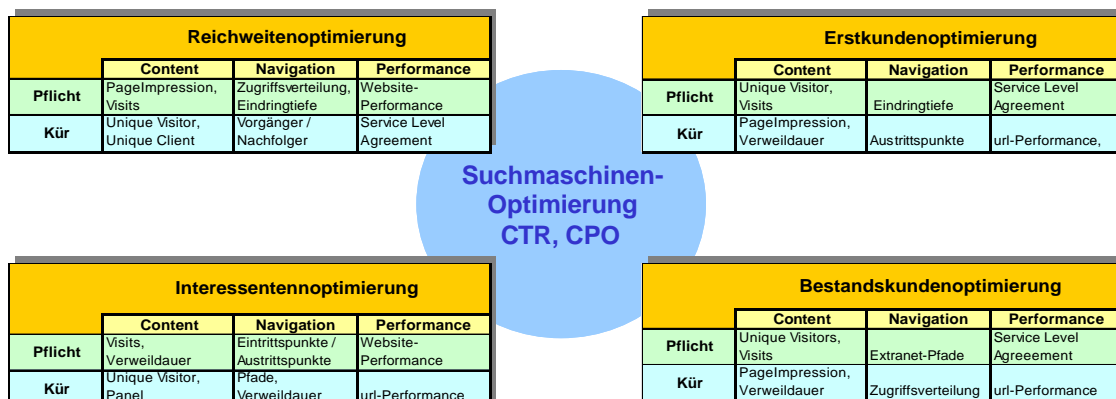 Reichweitenoptimierung
Content Navigation Performance
Pflicht
PageImpression,
Visits
Zugriffsverteilung,
Eindringtiefe
Website-
Performance
Kür
Unique Visitor,
Unique Client
Vorgänger /
Nachfolger
Service Level
Agreement
Erstkundenoptimierung
Content Navigation Performance
Pflicht
Unique Visitor,
Visits
Eindringtiefe
Service Level
Agreement
Kür
PageImpression,
Verweildauer
Austrittspunkte
url-Performance,
Suchmaschinen-
Optimierung
CTR, CPO
Interessentennoptimierung
Content Navigation Performance
Pflicht
Visits,
Verweildauer
Eintrittspunkte /
Austrittspunkte
Website-
Performance
Kür
Unique Visitor,
Panel
Pfade,
Verweildauer
url-Performance
Bestandskundenoptimierung
Content Navigation Performance
Pflicht
Unique Visitors,
Visits
Extranet-Pfade
Service Level
Agreeement
Kür
PageImpression,
Verweildauer
Zugriffsverteilung
url-Performance